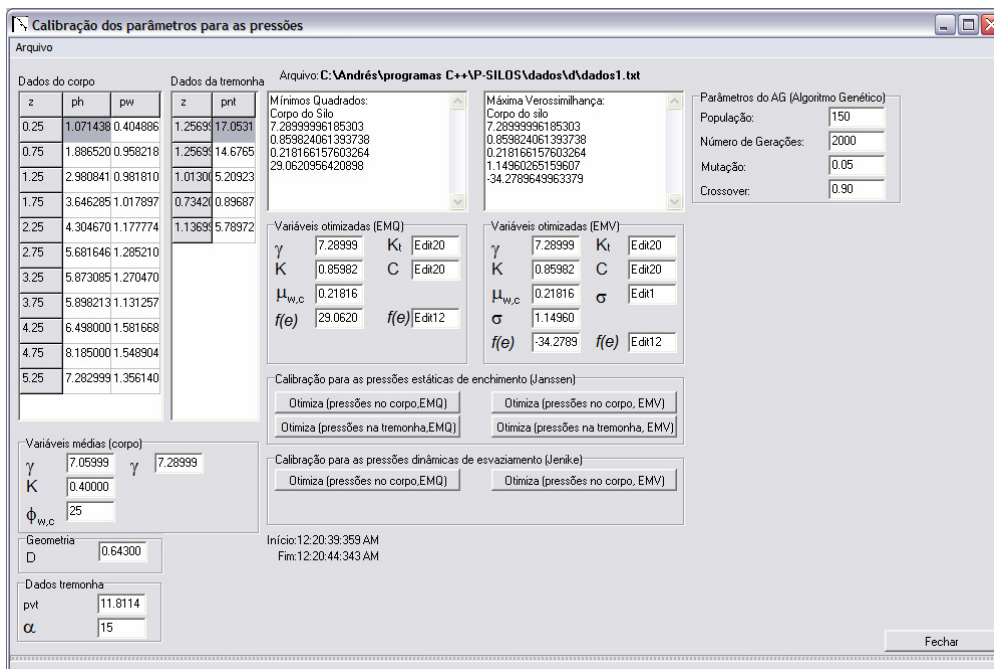 Calibração dos parâmetros para as pressões
Arquivo
Arquivo: C:\Andrés\programas C++\P-SILOS\dados\d\dados1.txt
Dados do corpo
z ph pw
0.25 1.071438 0.404886
0.75 1.886520 0.958218
1.25 2.980841 0.981810
1.75 3.646285 1.017897
2.25 4.304670 1.177774
2.75 5.681646 1.285210
3.25 5.873085 1.270470
3.75 5.898213 1.131257
4.25 6.498000 1.581668
4.75 8.185000 1.548904
5.25 7.282999 1.356140
Dados da tremonha
z pnt
1.25699 17.0531
1.25699 14.6765
1.01300 5.20923
0.73420 0.89687
1.13699 5.78972
Mínimos Quadrados:
Corpo do Silo
7.28999996185303
0.859824061393738
0.218166157603264
29.0620956420898
Máxima Verossimilhança:
Corpo do silo
7.28999996185303
0.859824061393738
0.218166157603264
1.14960265159607
-34.2789649963379
Parâmetros do AG (Algoritmo Genético)
População: 150
Número de Gerações: 2000
Mutação: 0.05
Crossover: 0.90
Variáveis otimizadas (EMQ)
γ 7.28999 Kt Edit20
K 0.85982 C Edit20
μw,c 0.21816
f(e) 29.0620 f(e) Edit12
Variáveis otimizadas (EMV)
γ 7.28999 Kt Edit20
K 0.85982 C Edit20
μw,c 0.21816 σ Edit1
σ 1.14960
f(e) -34.2789 f(e) Edit12
Calibração para as pressões estáticas de enchimento (Janssen)
Otimiza (pressões no corpo,EMQ) Otimiza (pressões no corpo, EMV)
Otimiza (pressões na tremonha,EMQ) Otimiza (pressões na tremonha, EMV)
Calibração para as pressões dinâmicas de esvaziamento (Jenike)
Otimiza (pressões no corpo,EMQ) Otimiza (pressões no corpo, EMV)
Variáveis médias (corpo)
γ 7.05999 γ 7.28999
K 0.40000
ϕw,c 25
Geometria
D 0.64300
Dados tremonha
pvt 11.8114
α 15
Início:12:20:39:359 AM
Fim:12:20:44:343 AM
Fechar